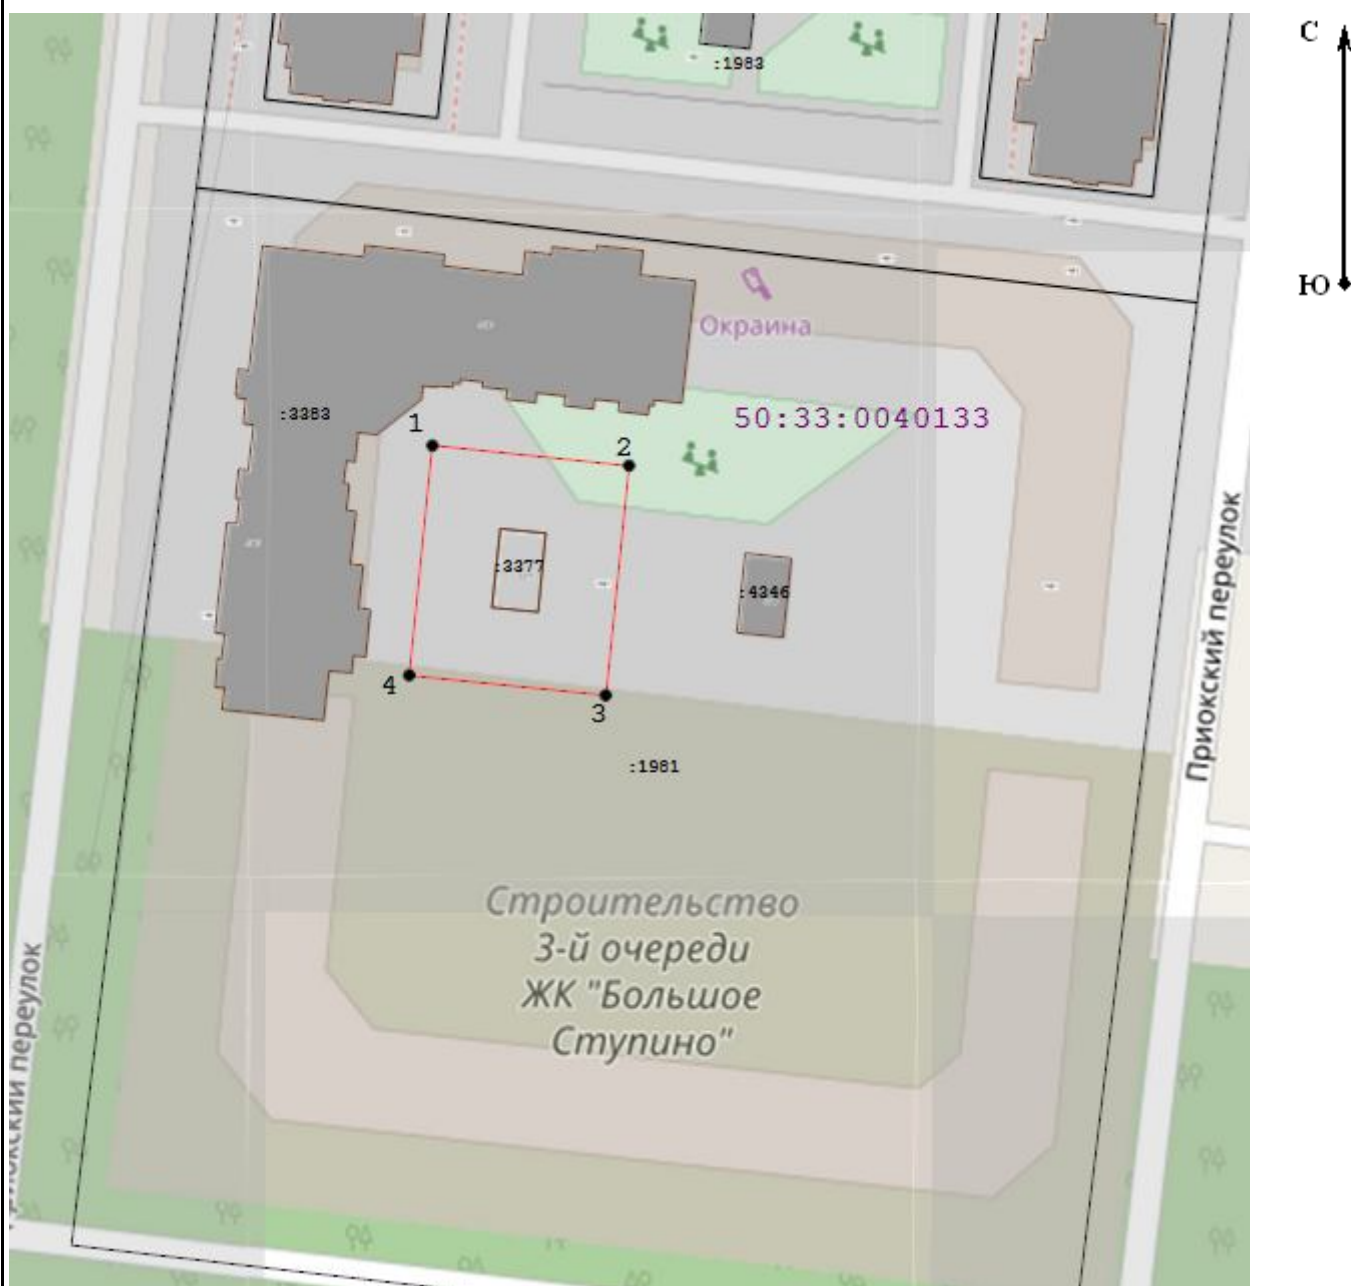 С
:1983
Ю
Окраина
:3383
50:33:0040133
1
2
:3377
:4346
Приокский переулок
4
3
:1981
Строительство
3-й очереди
ЖК "Большое
Ступино"
Приокский переулок